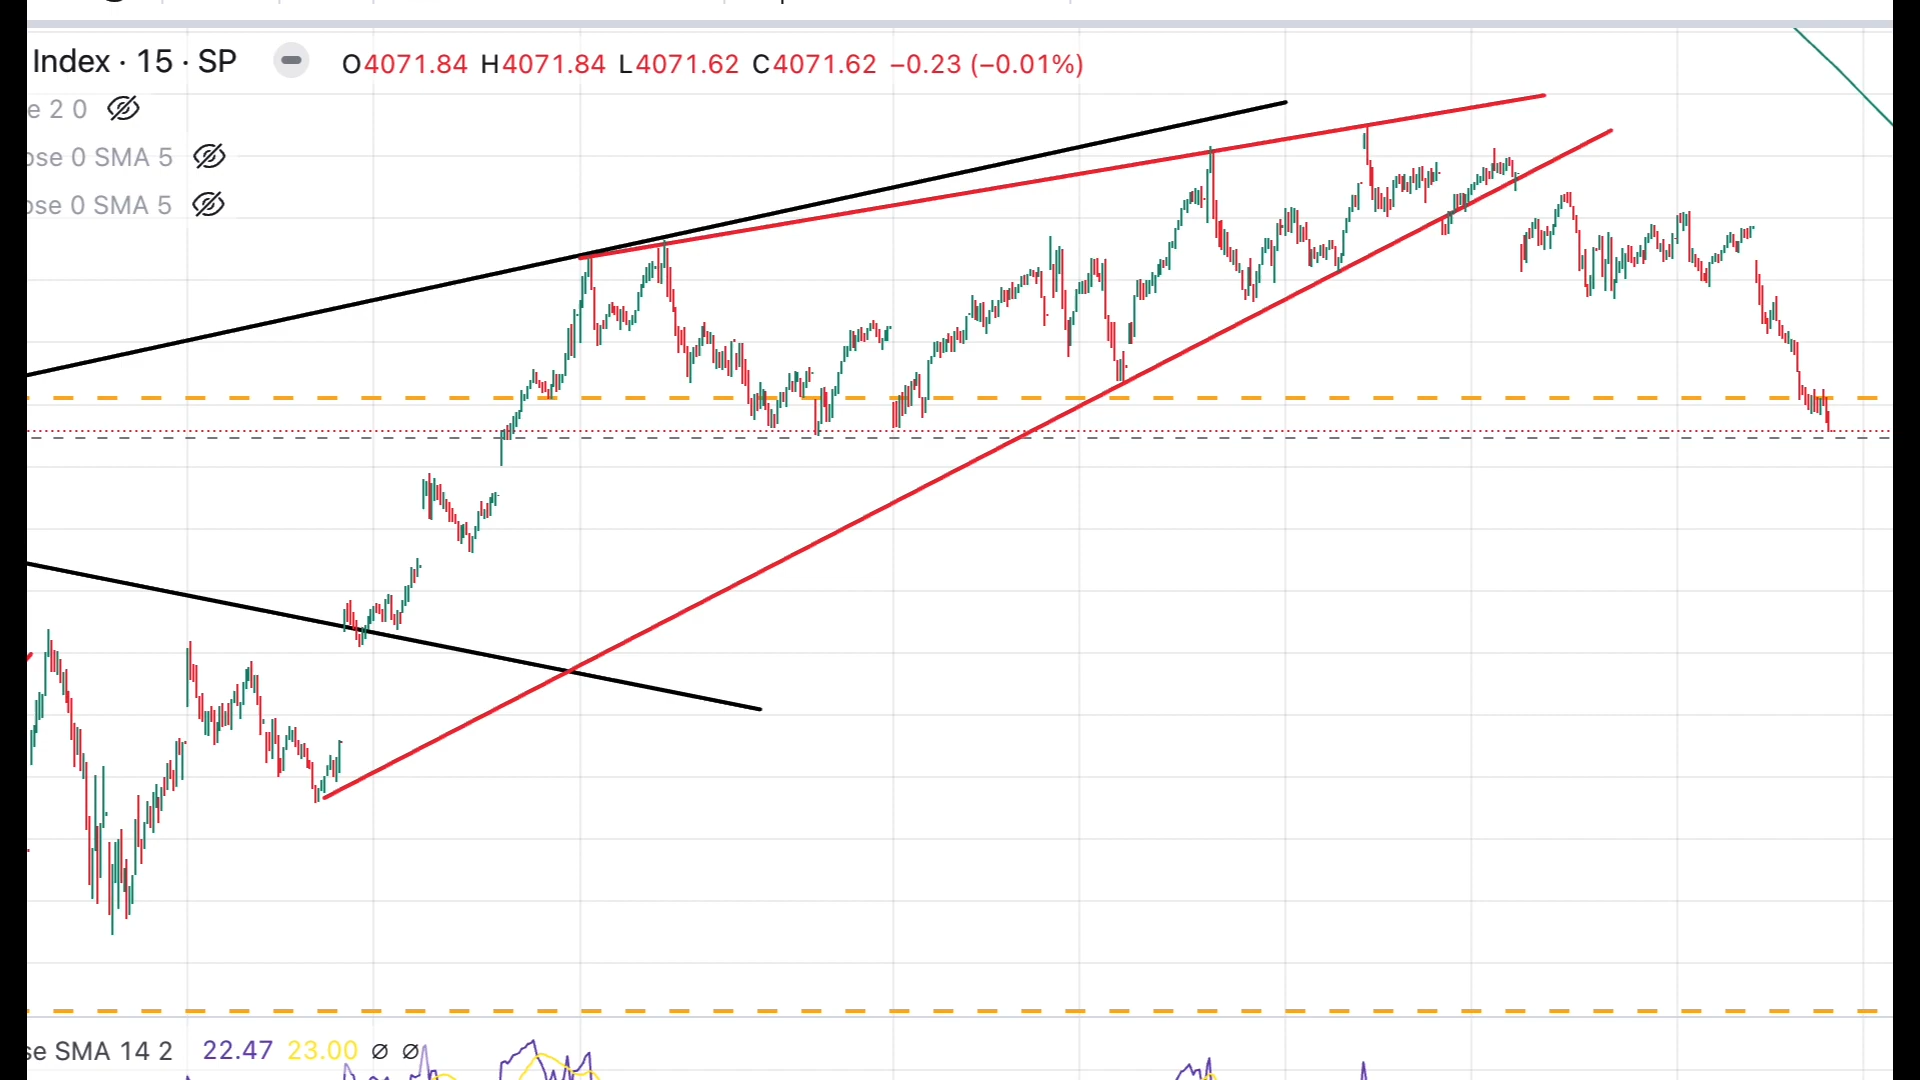 Index · 15 · SP O4071.84 H4071.84 L4071.62 C4071.62 −0.23 (−0.01%)
e 2 0
ose 0 SMA 5
ose 0 SMA 5
se SMA 14 2 22.47 23.00 ∅ ∅